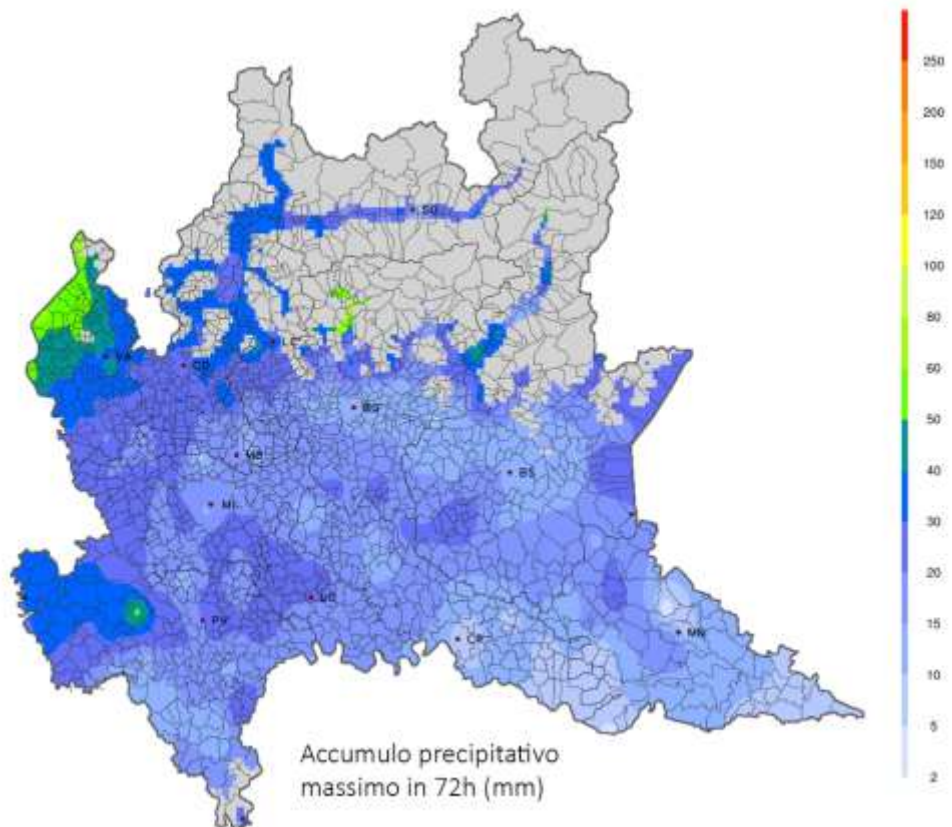 250
200
150
120
100
80
60
50
40
30
20
15
10
5
2
SO
VA
CO
LC
BG
MB
BS
MI
LO
PV
CR
MN
Accumulo precipitativo
massimo in 72h (mm)